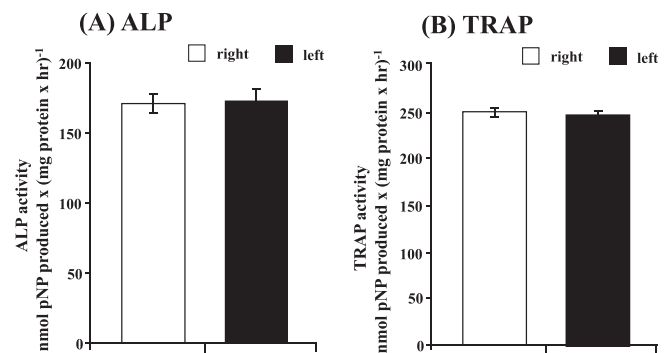 (A) ALP
right left
200
150
100
50
0
ALP activity
nmol pNP produced x (mg protein x hr)-1
(B) TRAP
right left
300
250
200
150
100
50
0
TRAP activity
nmol pNP produced x (mg protein x hr)-1